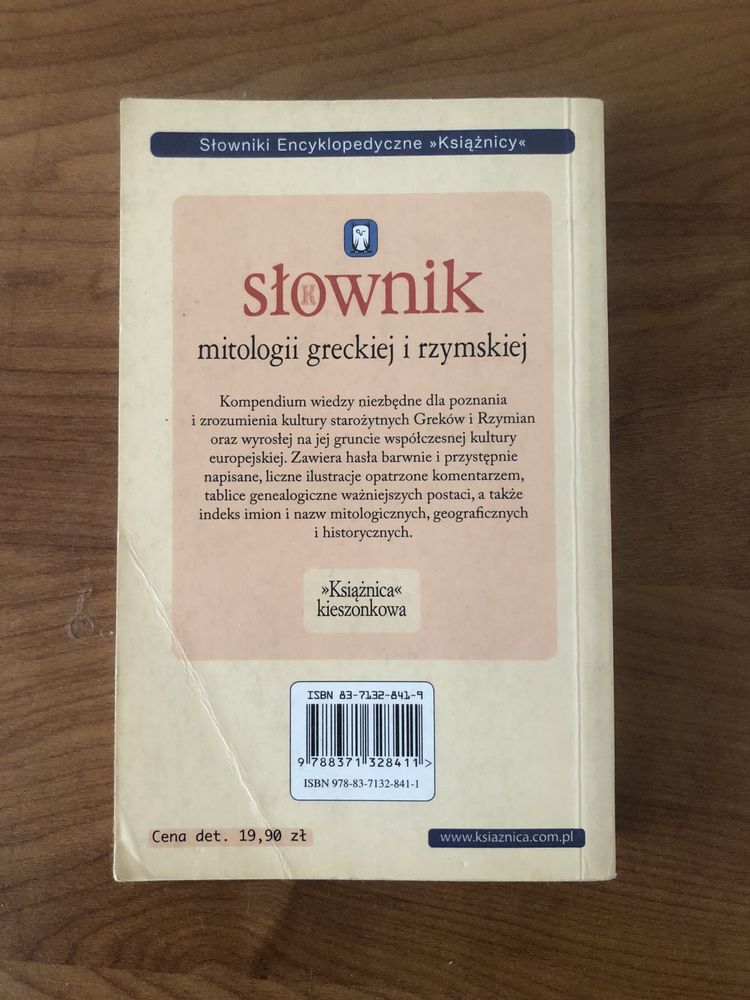 Słowniki Encyklopedyczne »Książnicy«
słownik
K
mitologii greckiej i rzymskiej
Kompendium wiedzy niezbędne dla poznania
i zrozumienia kultury starożytnych Greków i Rzymian
oraz wyrosłej na jej gruncie współczesnej kultury
europejskiej. Zawiera hasła barwnie i przystępnie
napisane, liczne ilustracje opatrzone komentarzem,
tablice genealogiczne ważniejszych postaci, a także
indeks imion i nazw mitologicznych, geograficznych
i historycznych.
»Książnica«
kieszonkowa
ISBN 83-7132-841-9
9 788371 328411 >
ISBN 978-83-7132-841-1
Cena det. 19,90 zł
www.ksiaznica.com.pl